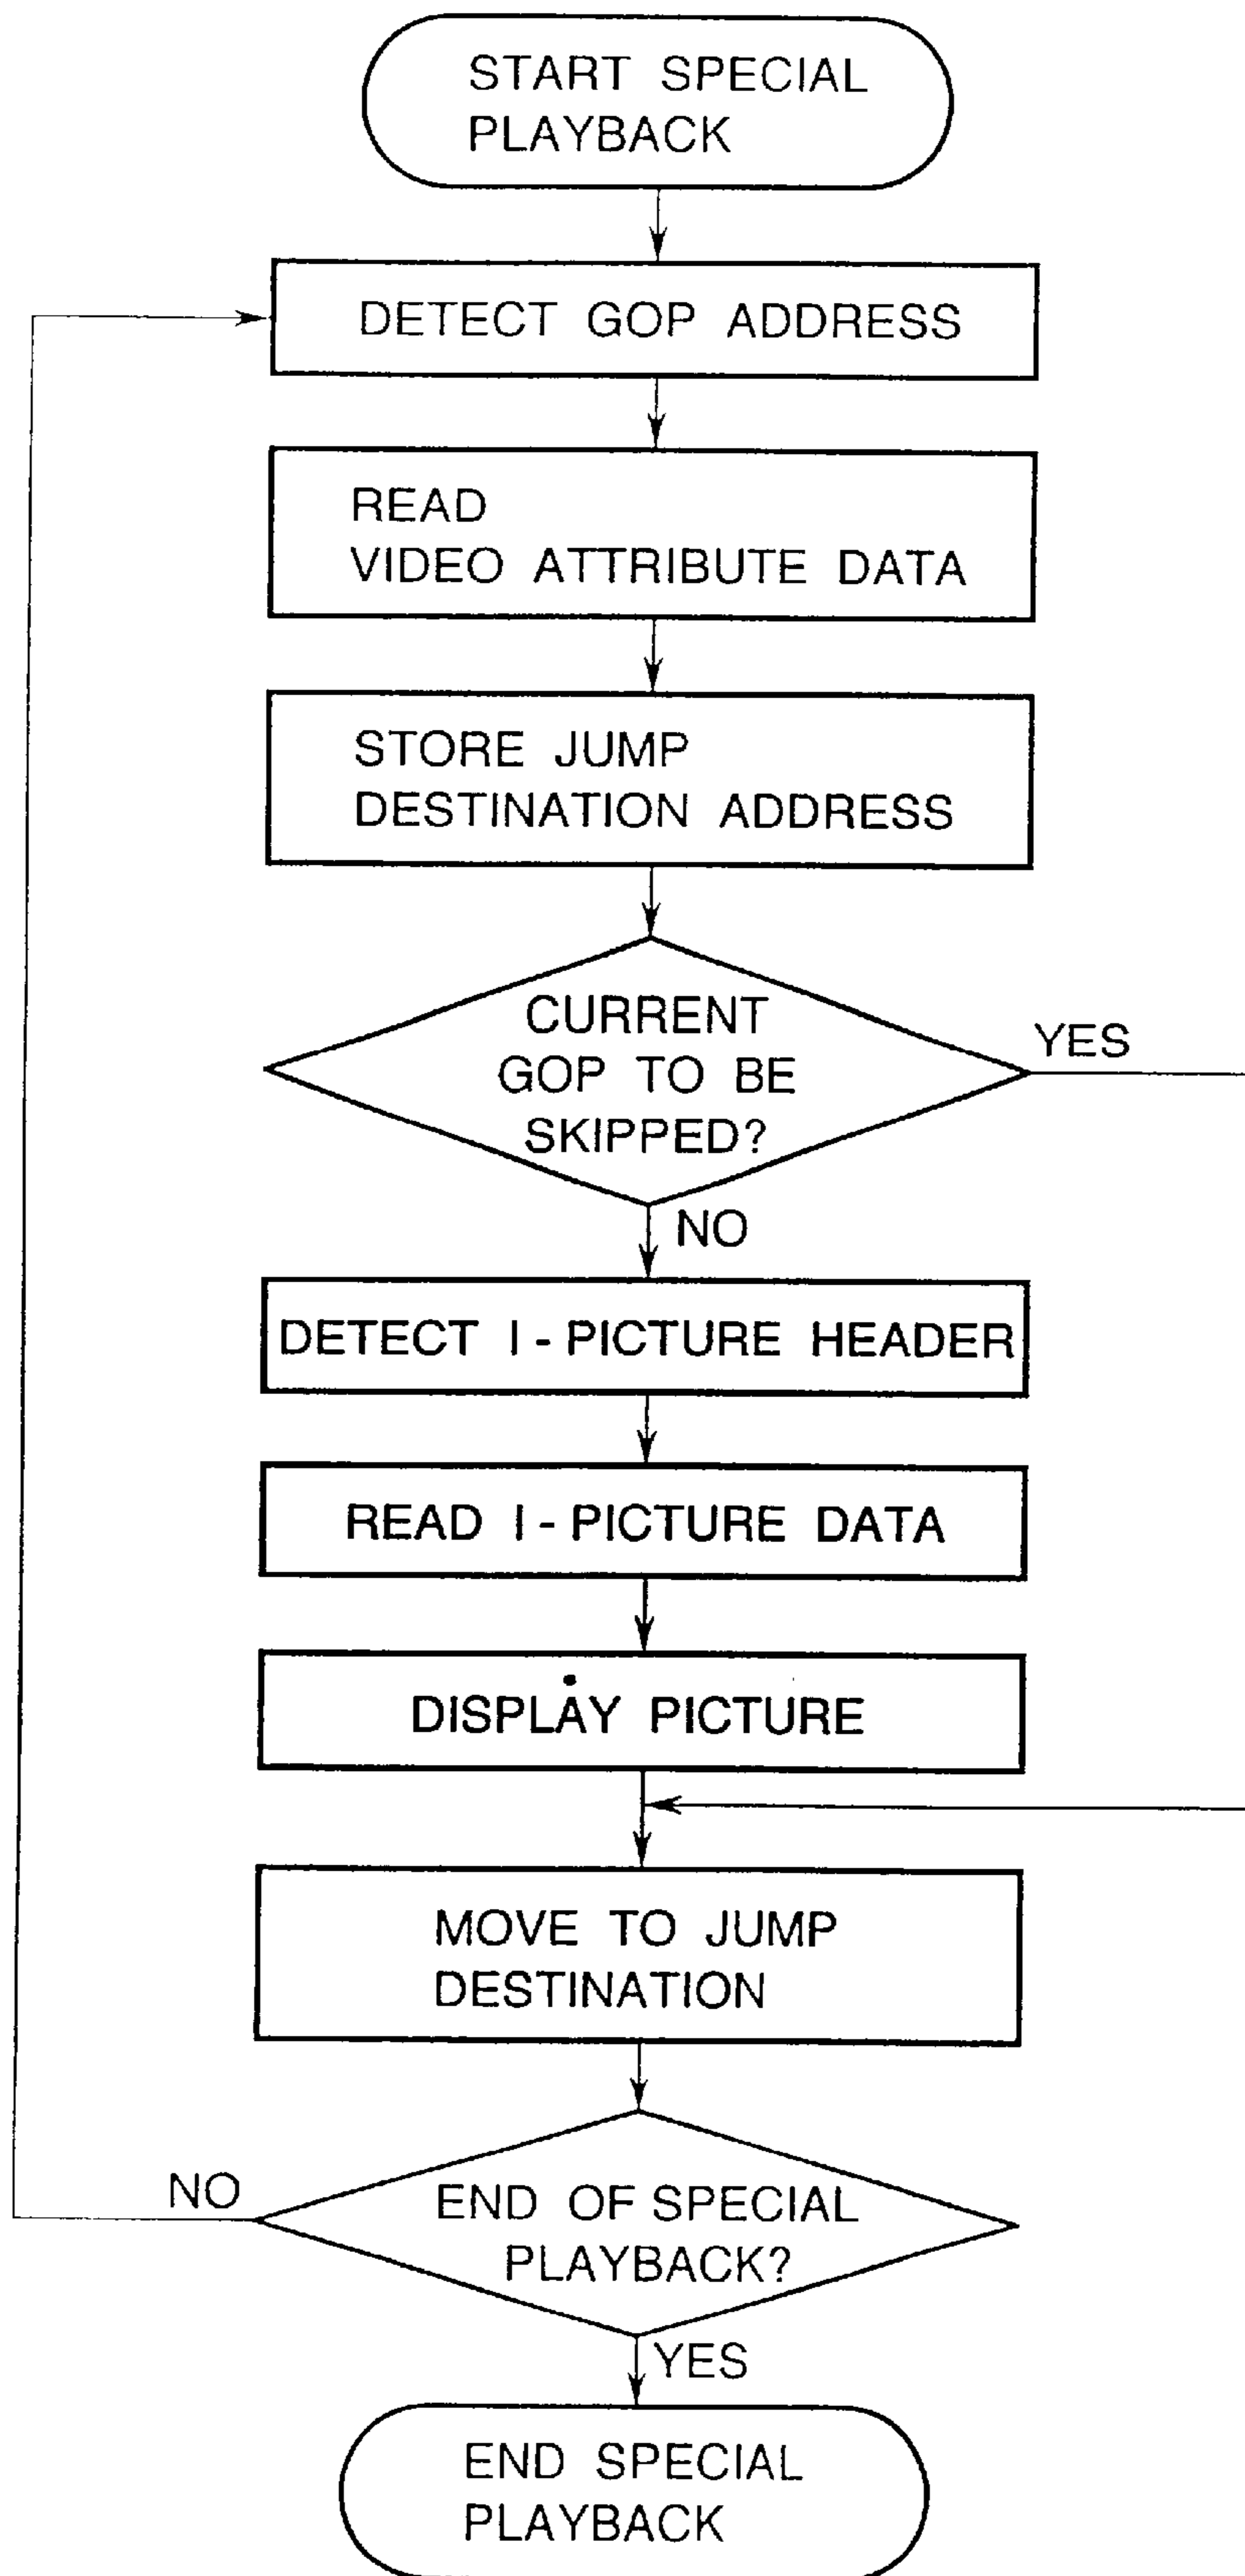 START SPECIAL
PLAYBACK
DETECT GOP ADDRESS
READ
VIDEO ATTRIBUTE DATA
STORE JUMP
DESTINATION ADDRESS
CURRENT
GOP TO BE
SKIPPED?
YES
NO
DETECT I - PICTURE HEADER
READ I - PICTURE DATA
DISPLAY PICTURE
MOVE TO JUMP
DESTINATION
NO
END OF SPECIAL
PLAYBACK?
YES
END SPECIAL
PLAYBACK